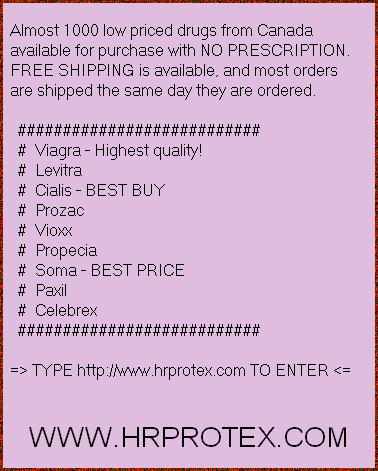 Almost 1000 low priced drugs from Canada
available for purchase with NO PRESCRIPTION.
FREE SHIPPING is available, and most orders
are shipped the same day they are ordered.
###########################
# Viagra - Highest quality!
# Levitra
# Cialis - BEST BUY
# Prozac
# Vioxx
# Propecia
# Soma - BEST PRICE
# Paxil
# Celebrex
###########################
=> TYPE http://www.hrprotex.com TO ENTER <=
WWW.HRPROTEX.COM